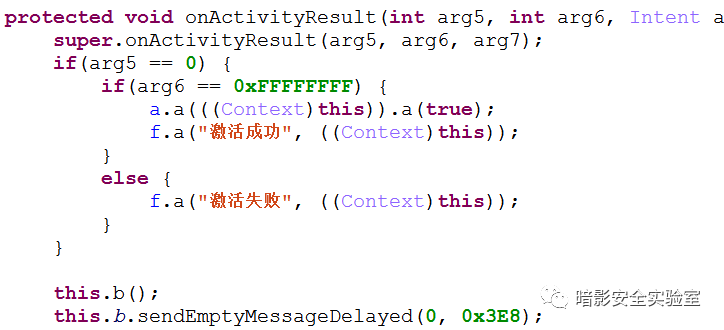 protected void onActivityResult(int arg5, int arg6, Intent a
    super.onActivityResult(arg5, arg6, arg7);
    if(arg5 == 0) {
        if(arg6 == 0xFFFFFFFF) {
            a.a(((Context)this)).a(true);
            f.a("激活成功", ((Context)this));
        }
        else {
            f.a("激活失败", ((Context)this));
        }
    }

    this.b();
    this.b.sendEmptyMessageDelayed(0, 0x3E8);
暗影安全实验室